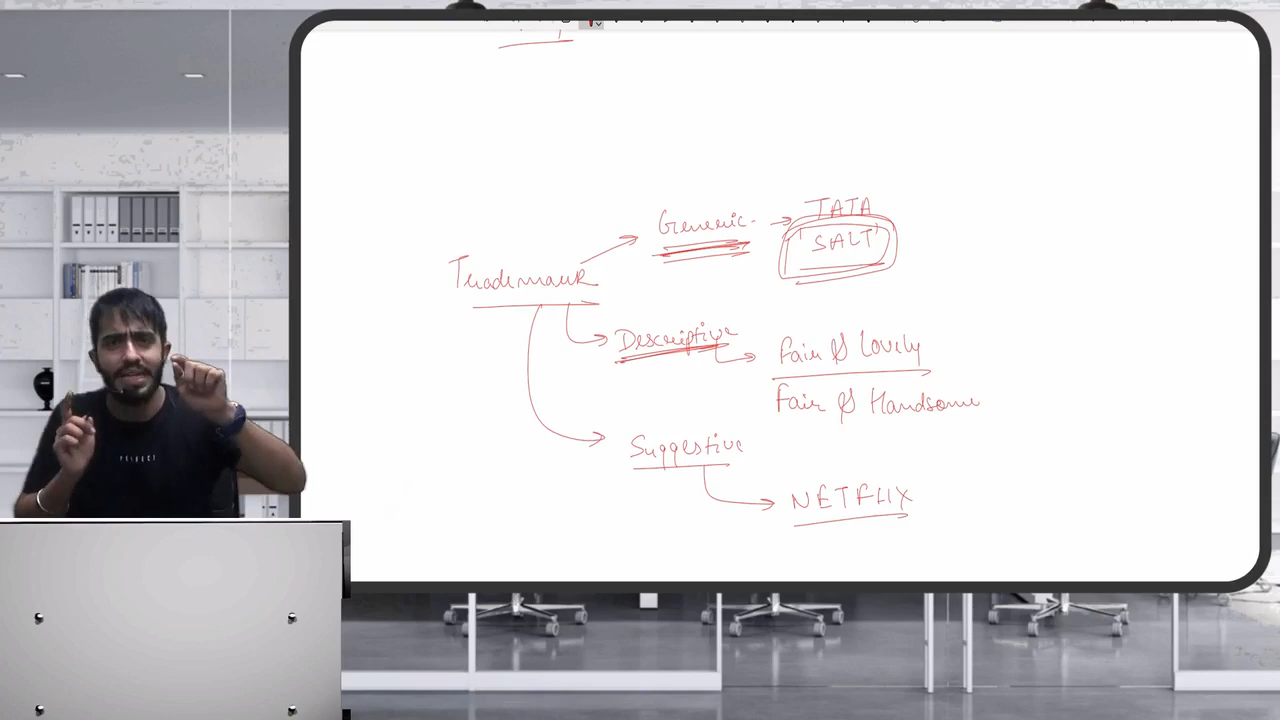 Generic → TATA
'SALT'
Trademark
Descriptive
Fair & Lovely
Fair & Handsome
Suggestive
NETFLIX